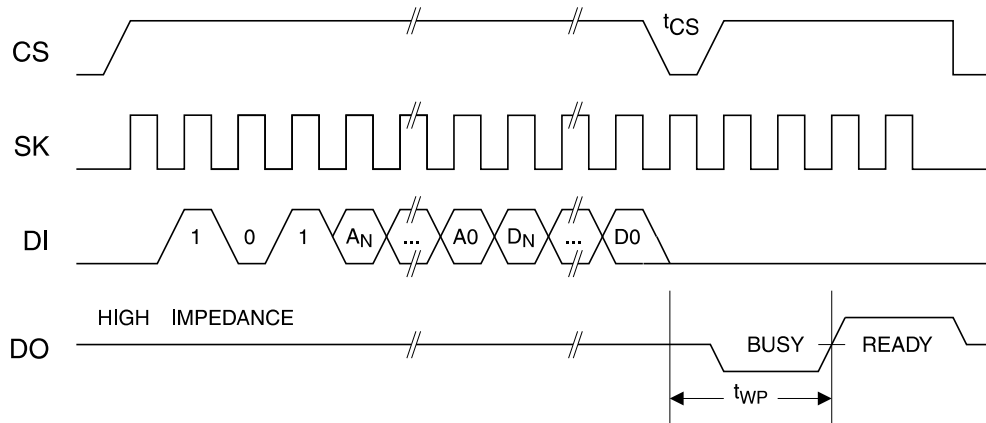 CS
tCS
SK
DI
1 0 1 AN ... A0 DN ... D0
HIGH IMPEDANCE
DO
BUSY READY
tWP